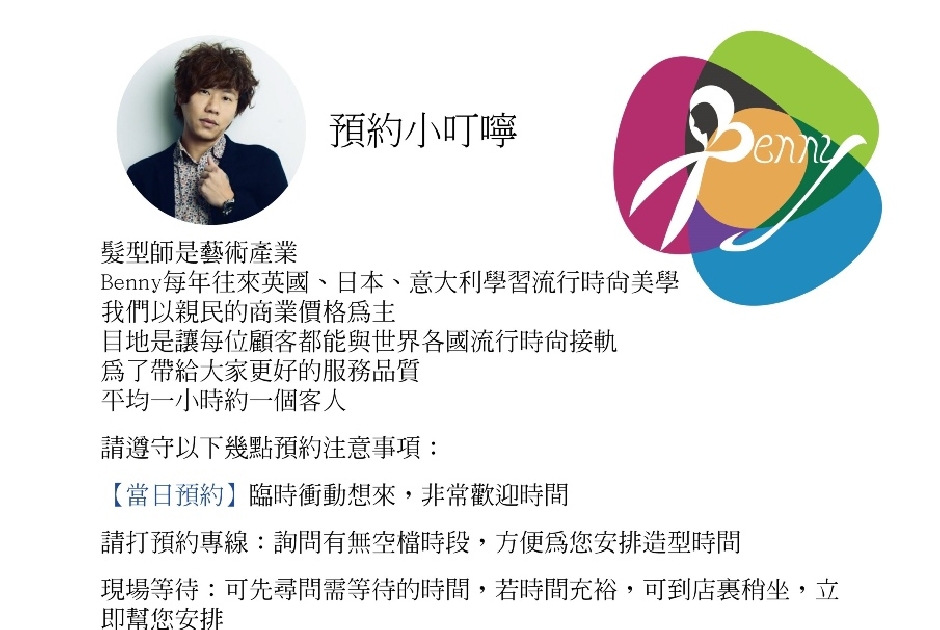 預約小叮嚀
Benny
髮型師是藝術產業
Benny每年往來英國、日本、意大利學習流行時尚美學
我們以親民的商業價格為主
目地是讓每位顧客都能與世界各國流行時尚接軌
為了帶給大家更好的服務品質
平均一小時約一個客人
請遵守以下幾點預約注意事項：
【當日預約】臨時衝動想來，非常歡迎時間
請打預約專線：詢問有無空檔時段，方便為您安排造型時間
現場等待：可先尋問需等待的時間，若時間充裕，可到店裏稍坐，立
即幫您安排